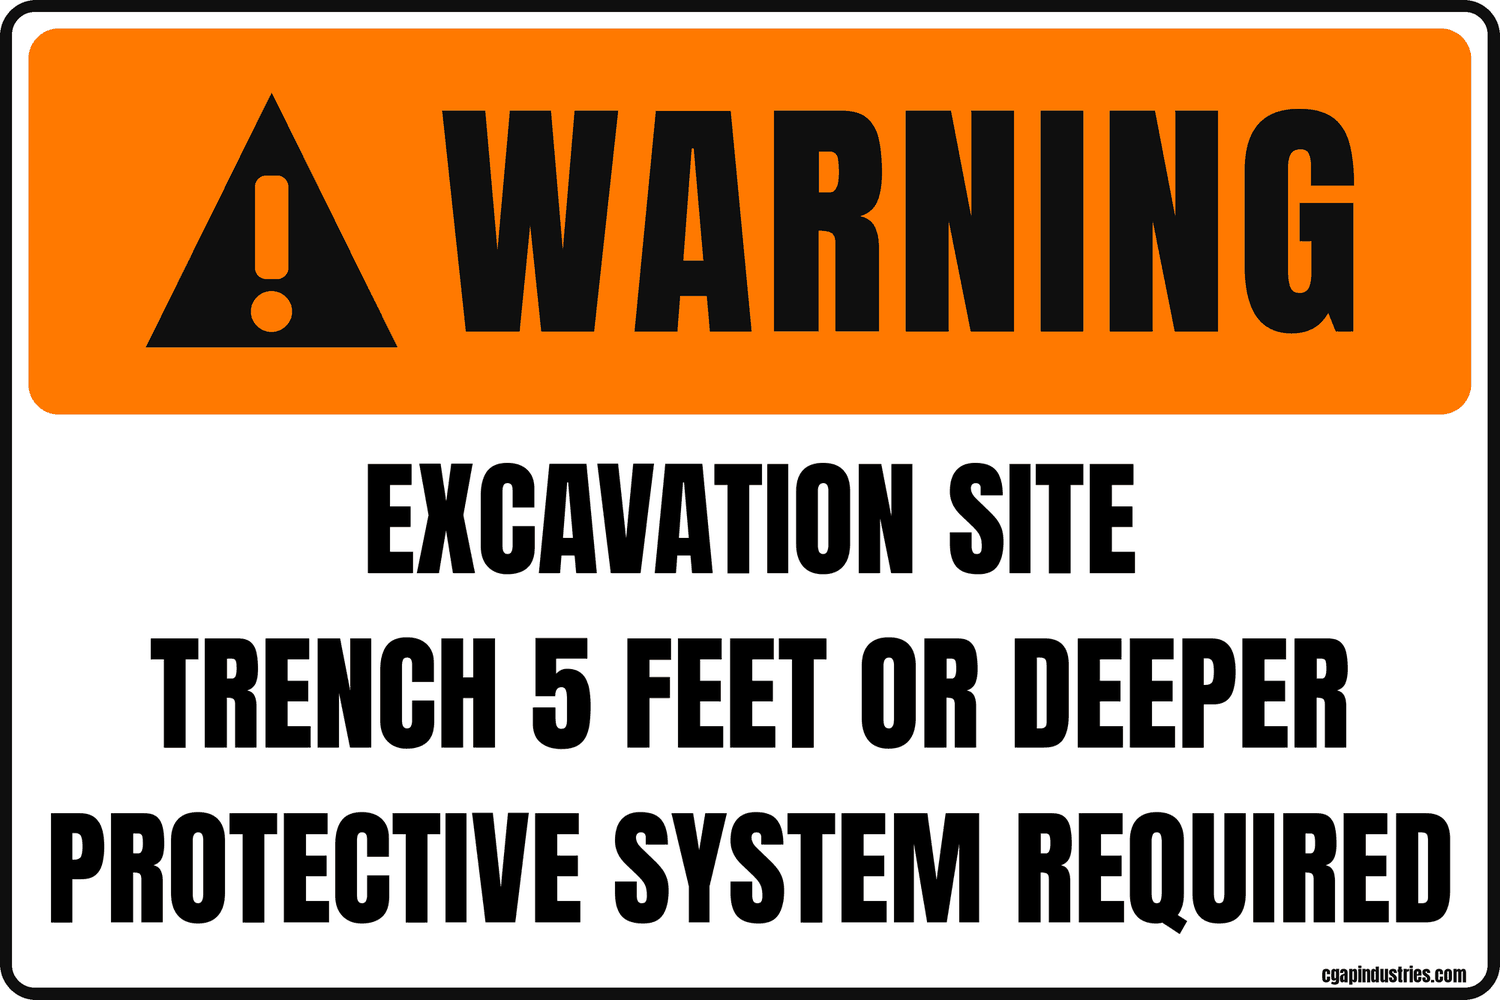 WARNING
EXCAVATION SITE
TRENCH 5 FEET OR DEEPER
PROTECTIVE SYSTEM REQUIRED
cgapindustries.com